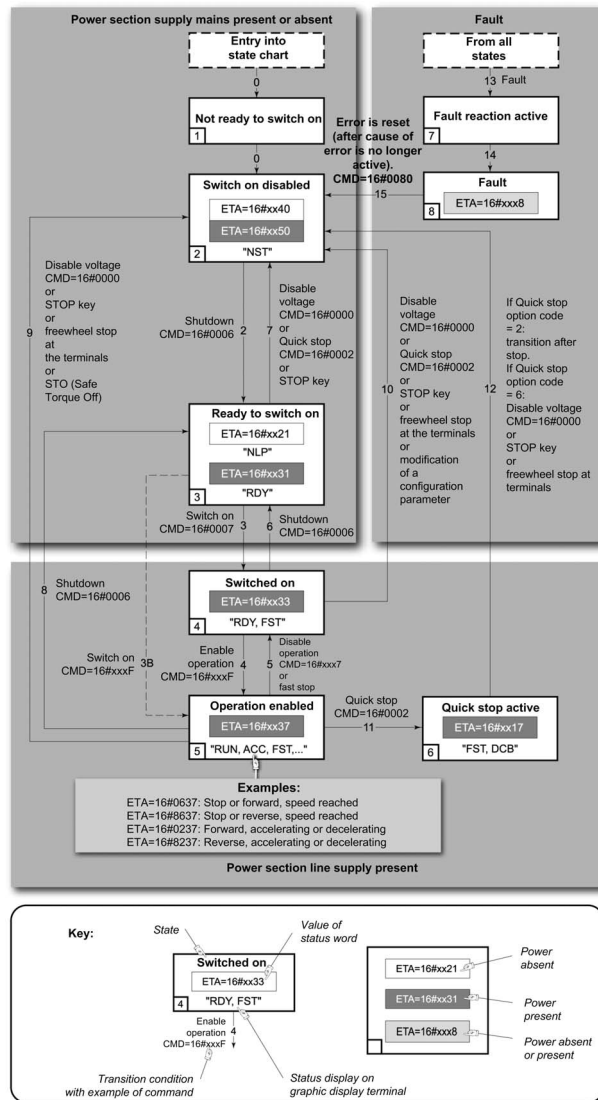 Power section supply mains present or absent
Fault
Entry into
state chart
From all
states
0
13 Fault
Not ready to switch on
1
Fault reaction active
7
Error is reset
(after cause of
error is no longer
active).
CMD=16#0080
0
14
Switch on disabled
ETA=16#xx40
ETA=16#xx50
2
"NST"
15
Fault
ETA=16#xxx8
8
9
Disable voltage
CMD=16#0000
or
STOP key
or
freewheel stop
at
the terminals
or
STO (Safe
Torque Off)
Shutdown
CMD=16#0006
2
7
Disable
voltage
CMD=16#0000
or
Quick stop
CMD=16#0002
or
STOP key
10
Disable
voltage
CMD=16#0000
or
Quick stop
CMD=16#0002
or
STOP key
or
freewheel stop
at the terminals
or
modification
of a
configuration
parameter
12
If Quick stop
option code
= 2:
transition after
stop.
If Quick stop
option code
= 6:
Disable voltage
CMD=16#0000
or
STOP key
or
freewheel stop at
terminals
Ready to switch on
ETA=16#xx21
"NLP"
ETA=16#xx31
3
"RDY"
Switch on
CMD=16#0007
3
6
Shutdown
CMD=16#0006
8
Shutdown
CMD=16#0006
Switched on
ETA=16#xx33
4
"RDY, FST"
Switch on
CMD=16#xxxF
3B
Enable
operation
CMD=16#xxxF
4
5
Disable
operation
CMD=16#xxx7
or
fast stop
Operation enabled
ETA=16#xx37
5
"RUN, ACC, FST,..."
Quick stop
CMD=16#0002
11
Quick stop active
ETA=16#xx17
6
"FST, DCB"
Examples:
ETA=16#0637: Stop or forward, speed reached
ETA=16#8637: Stop or reverse, speed reached
ETA=16#0237: Forward, accelerating or decelerating
ETA=16#8237: Reverse, accelerating or decelerating
Power section line supply present
Key:
State
Value of
status word
Switched on
ETA=16#xx33
4
"RDY, FST"
Enable
operation
CMD=16#xxxF
4
Transition condition
with example of command
Status display on
graphic display terminal
ETA=16#xx21
Power
absent
ETA=16#xx31
Power
present
ETA=16#xxx8
Power absent
or present